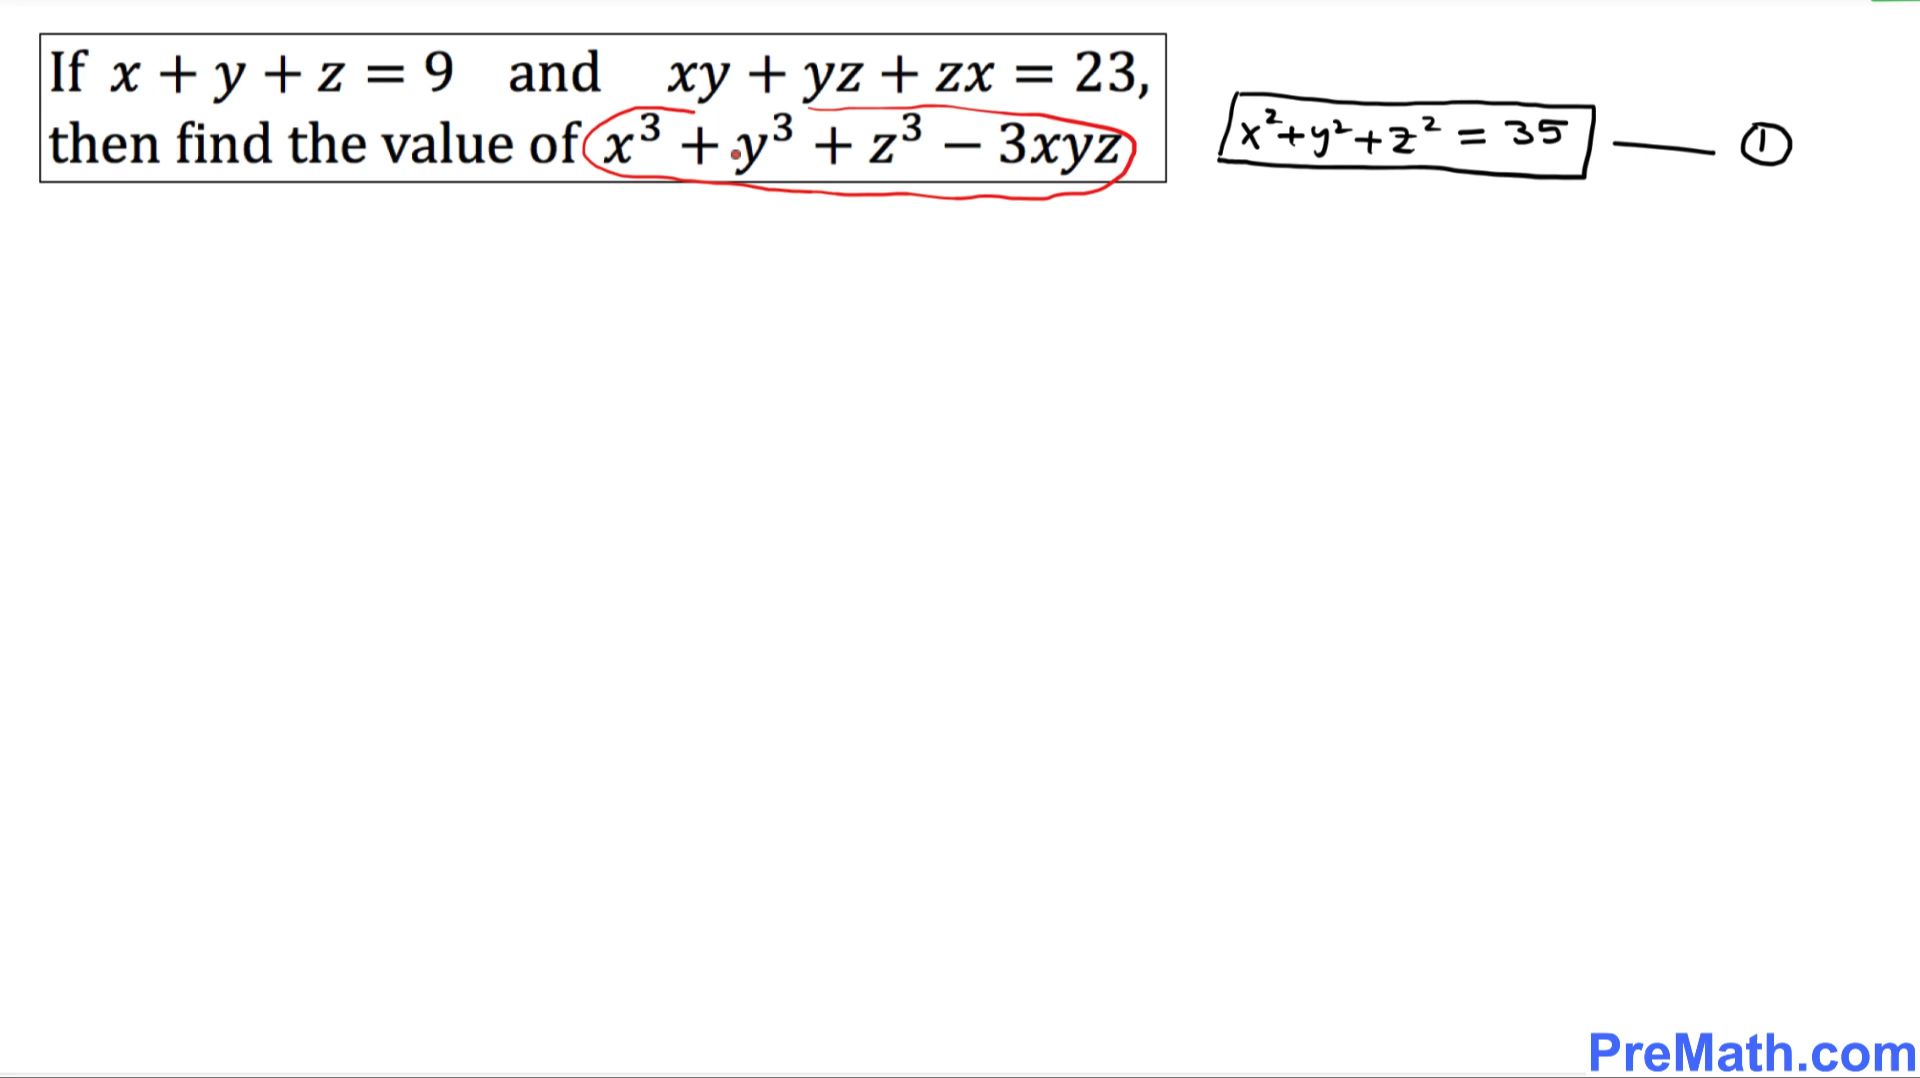 If x + y + z = 9 and xy + yz + zx = 23,
then find the value of x³ + y³ + z³ − 3xyz
x² + y² + z² = 35 —— ①
PreMath.com